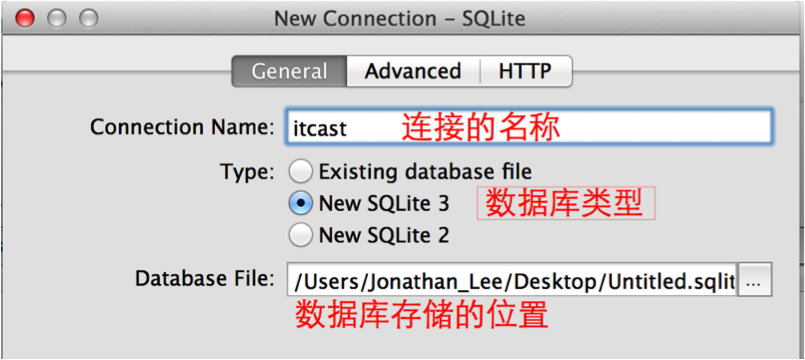 New Connection – SQLite
General Advanced HTTP
Connection Name: itcast 连接的名称
Type: Existing database file
New SQLite 3 数据库类型
New SQLite 2
Database File: /Users/Jonathan_Lee/Desktop/Untitled.sqlit ...
数据库存储的位置